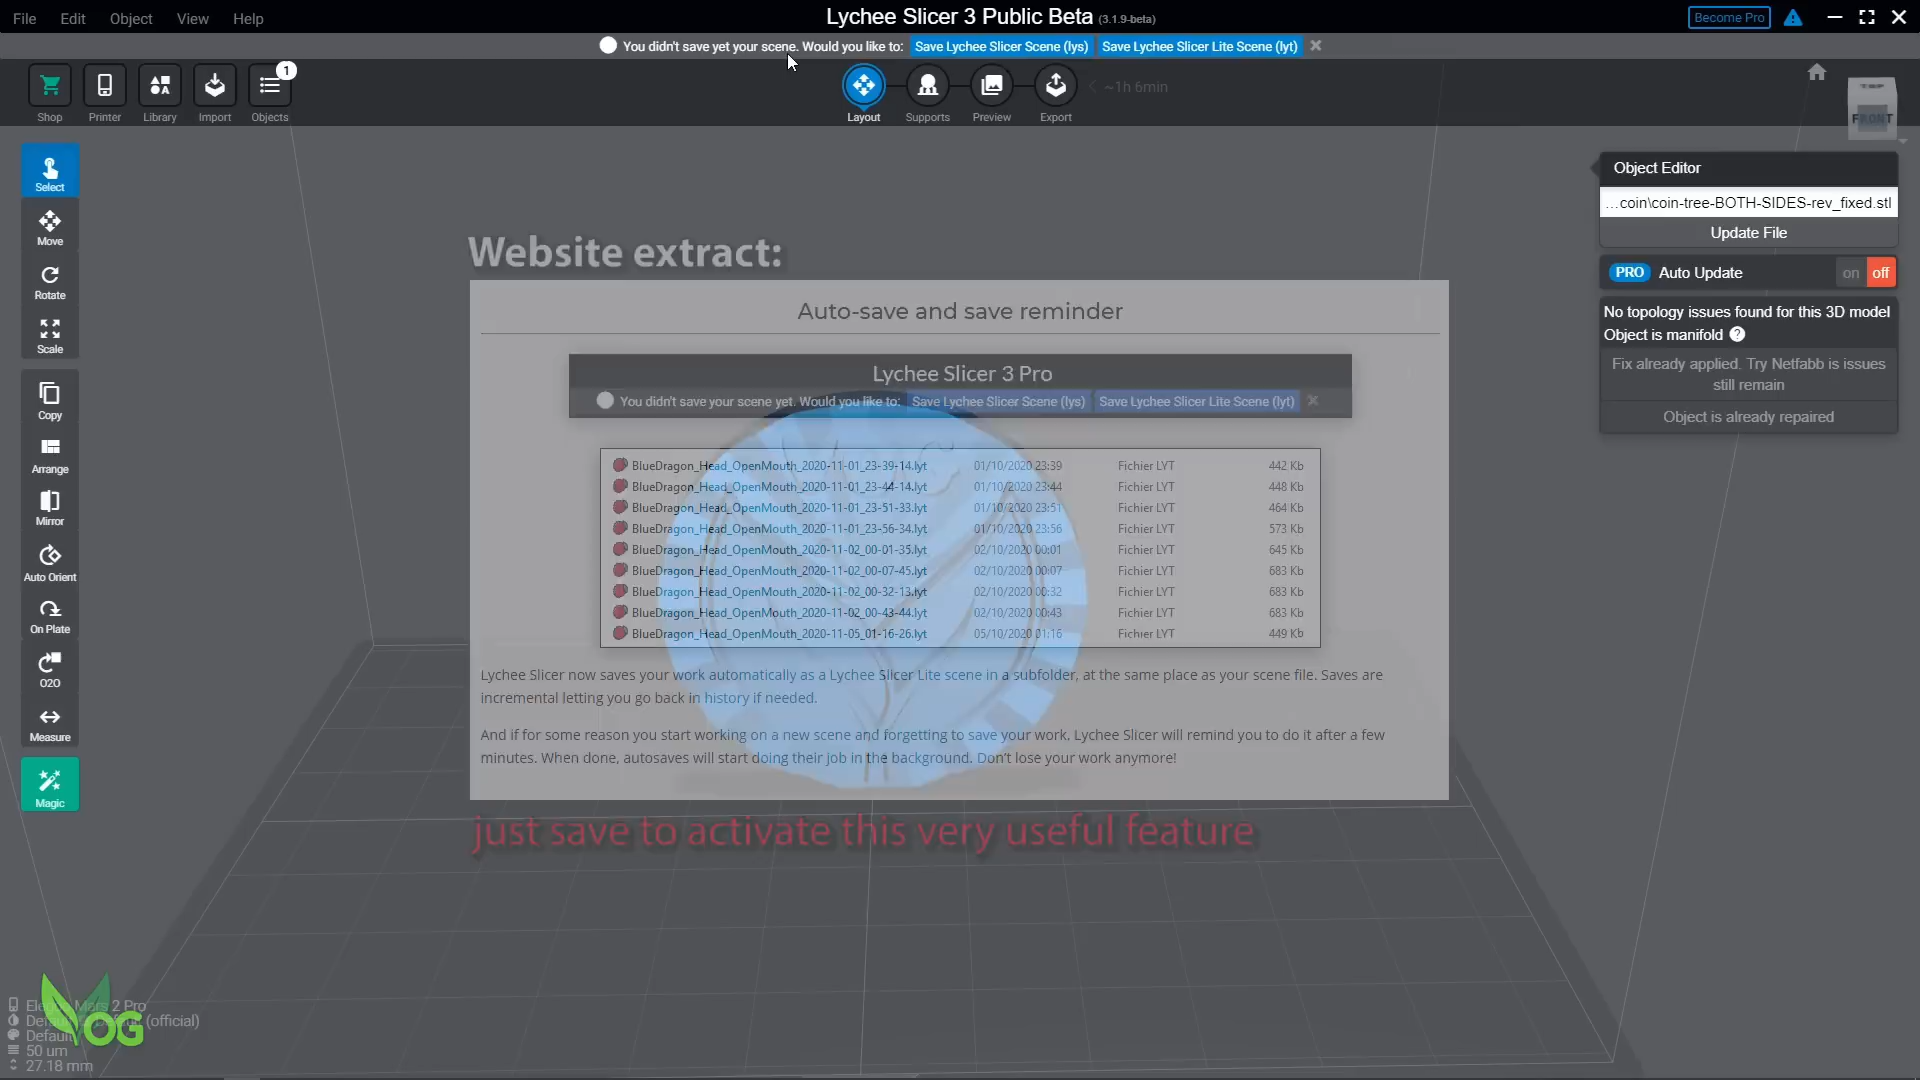 File Edit Object View Help
Lychee Slicer 3 Public Beta (3.1.9-beta)
Become Pro
You didn't save yet your scene. Would you like to: Save Lychee Slicer Scene (lys) Save Lychee Slicer Lite Scene (lyt)
1
Shop Printer Library Import Objects
Layout Supports Preview Export
~1h 6min
TOP
FRONT
Select
Move
Rotate
Scale
Copy
Arrange
Mirror
Auto Orient
On Plate
O2O
Measure
Magic
Object Editor
...coin\coin-tree-BOTH-SIDES-rev_fixed.stl
Update File
PRO Auto Update on off
No topology issues found for this 3D model
Object is manifold ?
Fix already applied. Try Netfabb is issues
still remain
Object is already repaired
Website extract:
Auto-save and save reminder
Lychee Slicer 3 Pro
You didn't save your scene yet. Would you like to: Save Lychee Slicer Scene (lys) Save Lychee Slicer Lite Scene (lyt)
BlueDragon_Head_OpenMouth_2020-11-01_23-39-14.lyt 01/10/2020 23:39 Fichier LYT 442 Kb
BlueDragon_Head_OpenMouth_2020-11-01_23-44-14.lyt 01/10/2020 23:44 Fichier LYT 448 Kb
BlueDragon_Head_OpenMouth_2020-11-01_23-51-33.lyt 01/10/2020 23:51 Fichier LYT 464 Kb
BlueDragon_Head_OpenMouth_2020-11-01_23-56-34.lyt 01/10/2020 23:56 Fichier LYT 573 Kb
BlueDragon_Head_OpenMouth_2020-11-02_00-01-35.lyt 02/10/2020 00:01 Fichier LYT 645 Kb
BlueDragon_Head_OpenMouth_2020-11-02_00-07-45.lyt 02/10/2020 00:07 Fichier LYT 683 Kb
BlueDragon_Head_OpenMouth_2020-11-02_00-32-13.lyt 02/10/2020 00:32 Fichier LYT 683 Kb
BlueDragon_Head_OpenMouth_2020-11-02_00-43-44.lyt 02/10/2020 00:43 Fichier LYT 683 Kb
BlueDragon_Head_OpenMouth_2020-11-05_01-16-26.lyt 05/10/2020 01:16 Fichier LYT 449 Kb
Lychee Slicer now saves your work automatically as a Lychee Slicer Lite scene in a subfolder, at the same place as your scene file. Saves are
incremental letting you go back in history if needed.
And if for some reason you start working on a new scene and forgetting to save your work, Lychee Slicer will remind you to do it after a few
minutes. When done, autosaves will start doing their job in the background. Don't lose your work anymore!
just save to activate this very useful feature
Mars 2 Pro
(official)
Default
50 um
27.18 mm
VOG